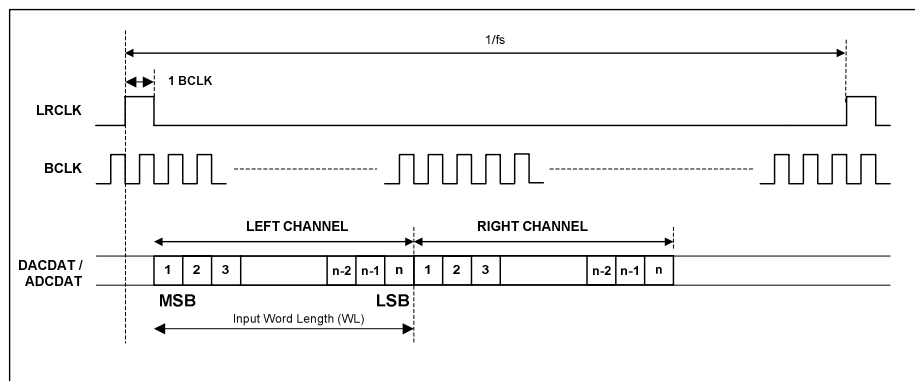 1/fs
1 BCLK
LRCLK
BCLK
LEFT CHANNEL RIGHT CHANNEL
DACDAT /
ADCDAT
1 2 3 n-2 n-1 n 1 2 3 n-2 n-1 n
MSB LSB
Input Word Length (WL)